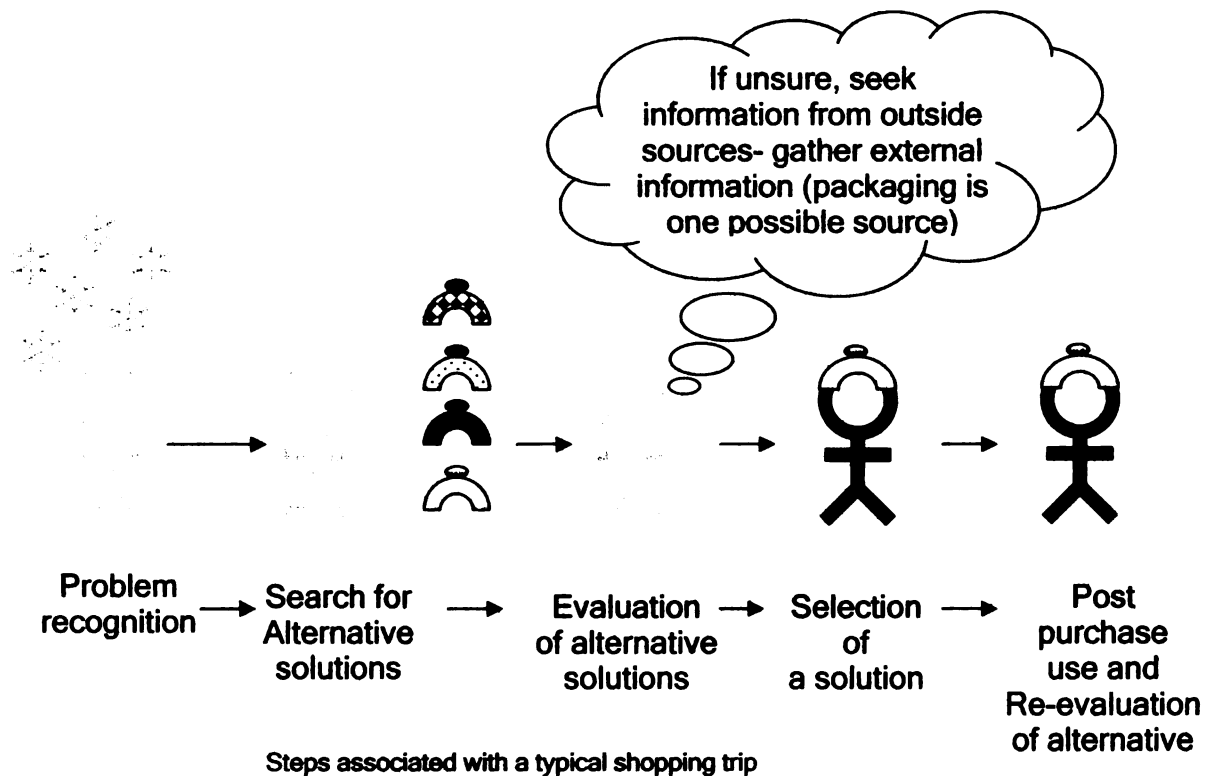 If unsure, seek
information from outside
sources- gather external
information (packaging is
one possible source)
Problem
recognition
Search for
Alternative
solutions
Evaluation
of alternative
solutions
Selection
of
a solution
Post
purchase
use and
Re-evaluation
of alternative
Steps associated with a typical shopping trip